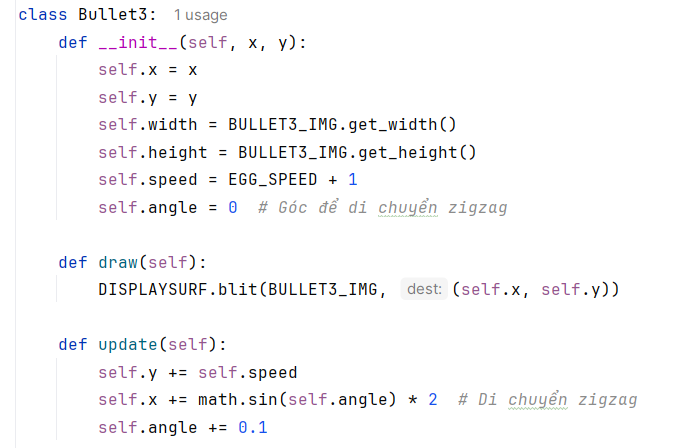 class Bullet3:  1 usage
    def __init__(self, x, y):
        self.x = x
        self.y = y
        self.width = BULLET3_IMG.get_width()
        self.height = BULLET3_IMG.get_height()
        self.speed = EGG_SPEED + 1
        self.angle = 0  # Góc để di chuyển zigzag

    def draw(self):
        DISPLAYSURF.blit(BULLET3_IMG, dest: (self.x, self.y))

    def update(self):
        self.y += self.speed
        self.x += math.sin(self.angle) * 2  # Di chuyển zigzag
        self.angle += 0.1